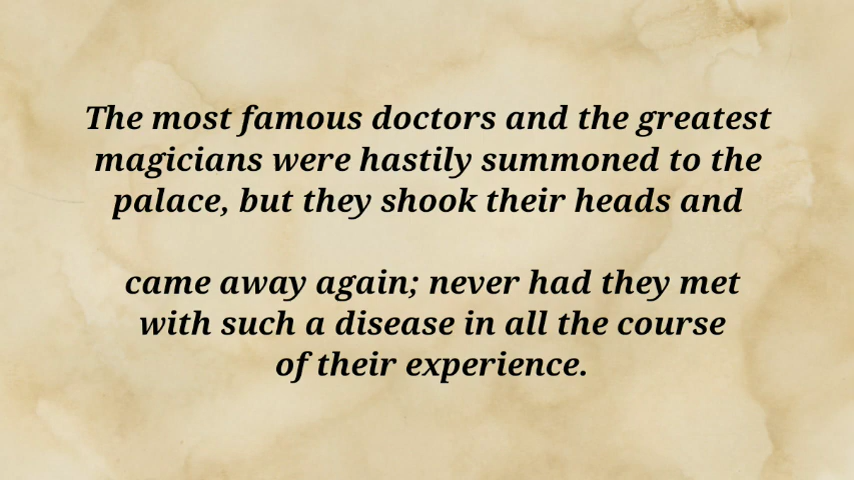 The most famous doctors and the greatest
magicians were hastily summoned to the
palace, but they shook their heads and
came away again; never had they met
with such a disease in all the course
of their experience.